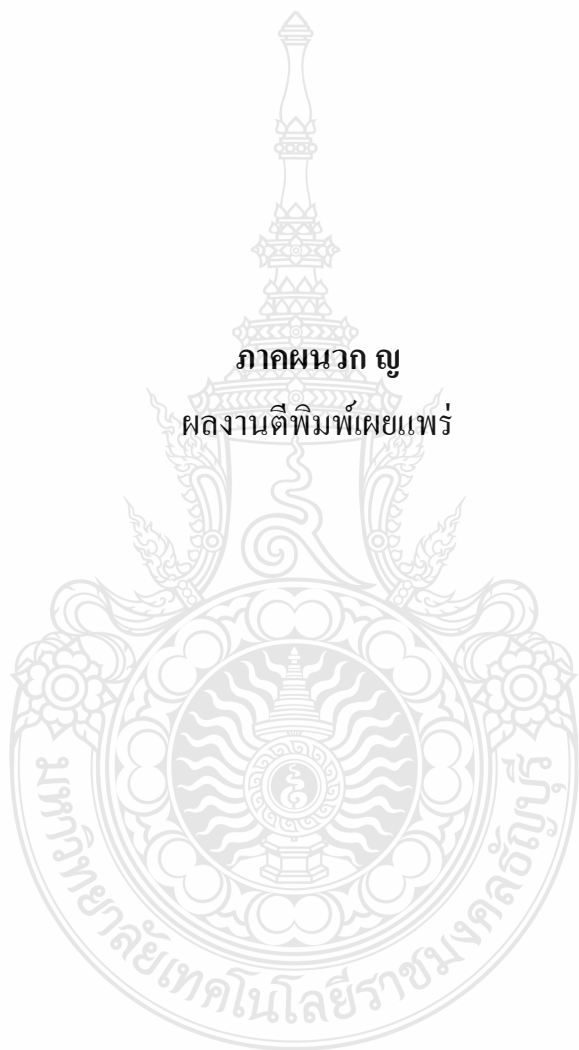 ภาคผนวก ญ
ผลงานตีพิมพ์เผยแพร่
มหาวิทยาลัยเทคโนโลยีราชมงคลธัญบุรี